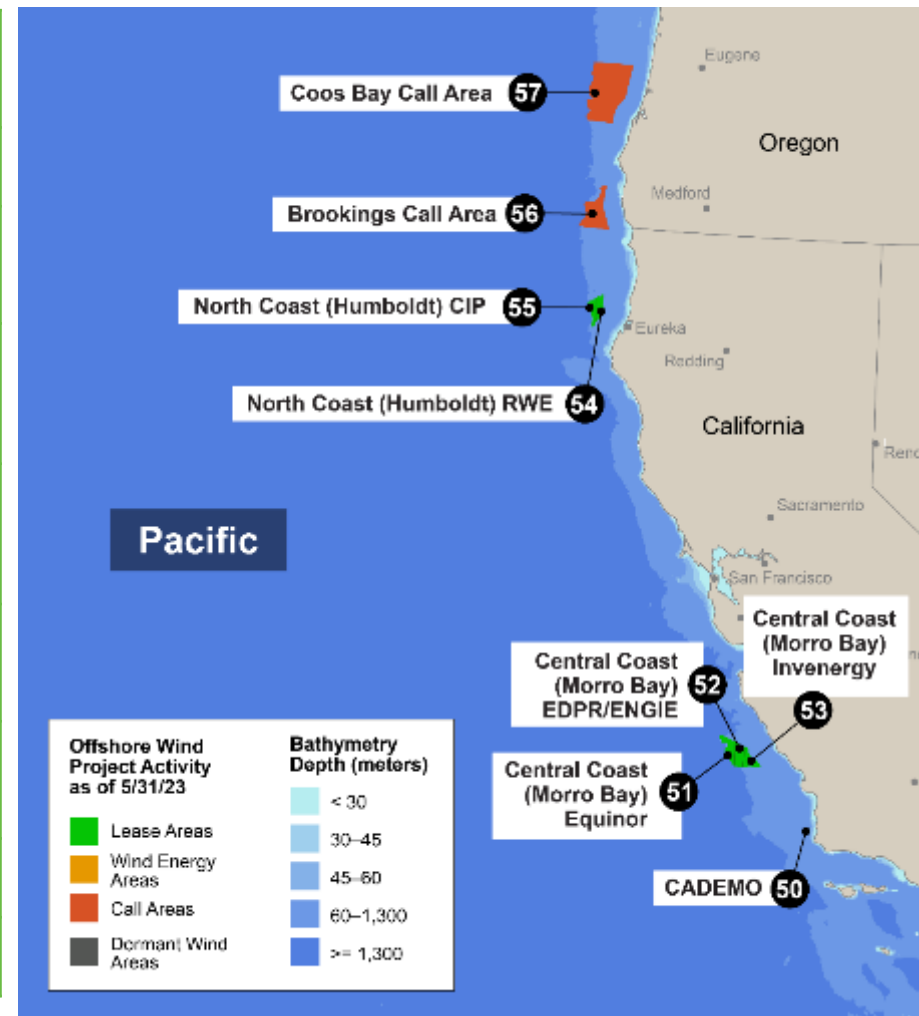 Eugene
Coos Bay Call Area 57
Oregon
Medford
Brookings Call Area 56
North Coast (Humboldt) CIP 55
Eureka
Redding
North Coast (Humboldt) RWE 54
California
Sacramento
Pacific
San Francisco
Central Coast
(Morro Bay)
Invenergy
53
Central Coast
(Morro Bay)
EDPR/ENGIE
52
Central Coast
(Morro Bay)
Equinor
51
CADEMO 50
Offshore Wind
Project Activity
as of 5/31/23
Lease Areas
Wind Energy
Areas
Call Areas
Dormant Wind
Areas
Bathymetry
Depth (meters)
< 30
30–45
45–60
60–1,300
>= 1,300